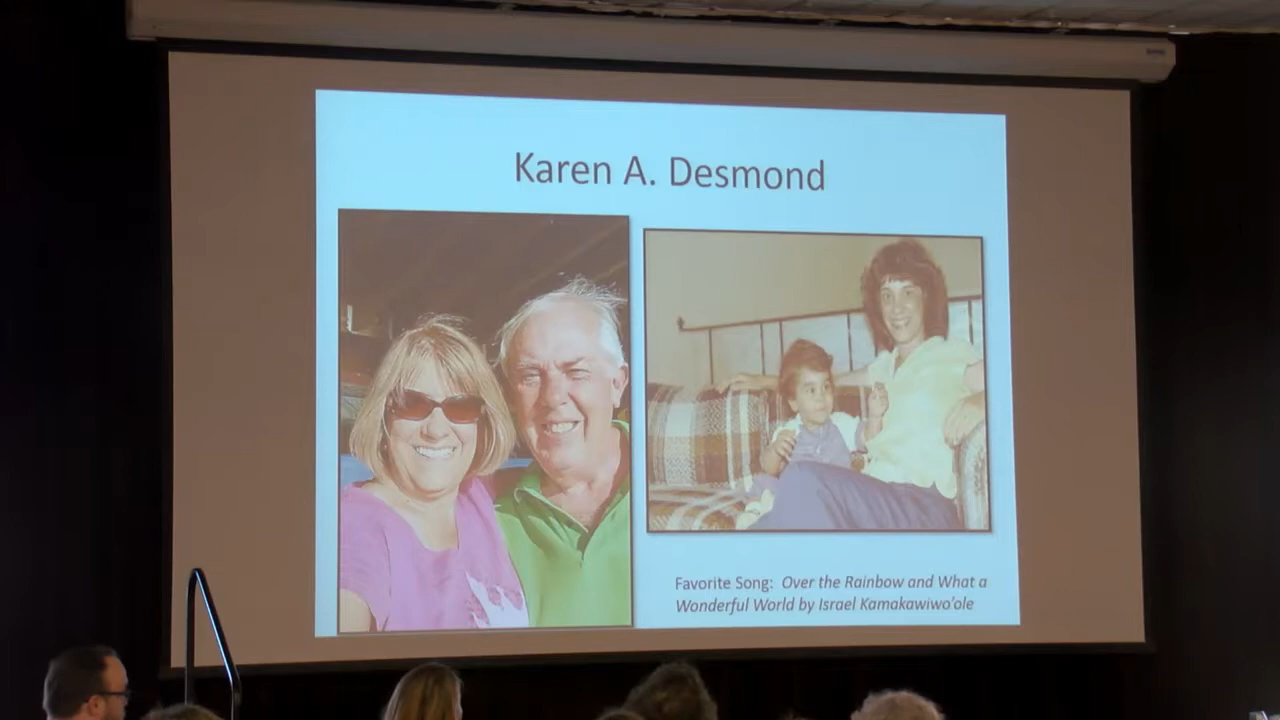 Karen A. Desmond
Favorite Song: Over the Rainbow and What a
Wonderful World by Israel Kamakawiwo'ole